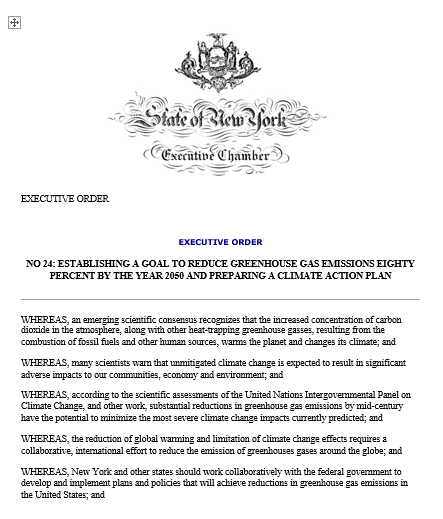 State of New York
Executive Chamber
EXECUTIVE ORDER
EXECUTIVE ORDER
NO 24: ESTABLISHING A GOAL TO REDUCE GREENHOUSE GAS EMISSIONS EIGHTY
PERCENT BY THE YEAR 2050 AND PREPARING A CLIMATE ACTION PLAN
WHEREAS, an emerging scientific consensus recognizes that the increased concentration of carbon
dioxide in the atmosphere, along with other heat-trapping greenhouse gasses, resulting from the
combustion of fossil fuels and other human sources, warms the planet and changes its climate; and
WHEREAS, many scientists warn that unmitigated climate change is expected to result in significant
adverse impacts to our communities, economy and environment; and
WHEREAS, according to the scientific assessments of the United Nations Intergovernmental Panel on
Climate Change, and other work, substantial reductions in greenhouse gas emissions by mid-century
have the potential to minimize the most severe climate change impacts currently predicted; and
WHEREAS, the reduction of global warming and limitation of climate change effects requires a
collaborative, international effort to reduce the emission of greenhouses gases around the globe; and
WHEREAS, New York and other states should work collaboratively with the federal government to
develop and implement plans and policies that will achieve reductions in greenhouse gas emissions in
the United States; and